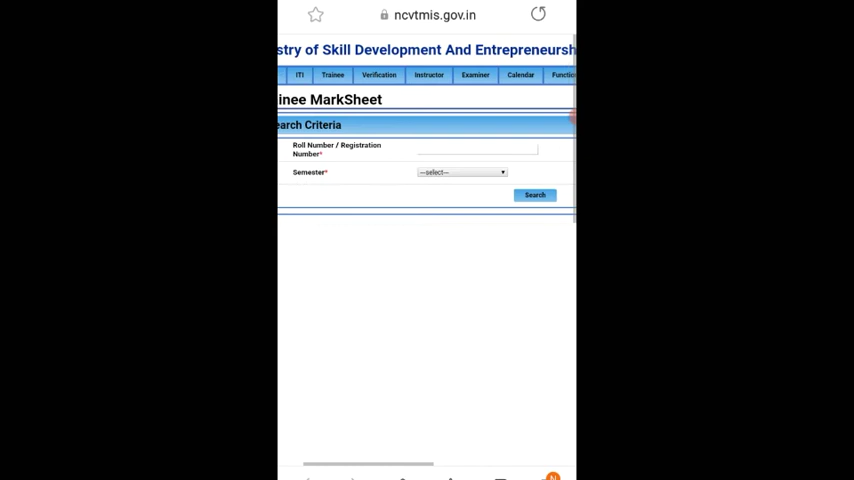 ncvtmis.gov.in
stry of Skill Development And Entrepreneursh
ITI Trainee Verification Instructor Examiner Calendar Functio
inee MarkSheet
earch Criteria
Roll Number / Registration
Number*
Semester* ---select---
Search
N